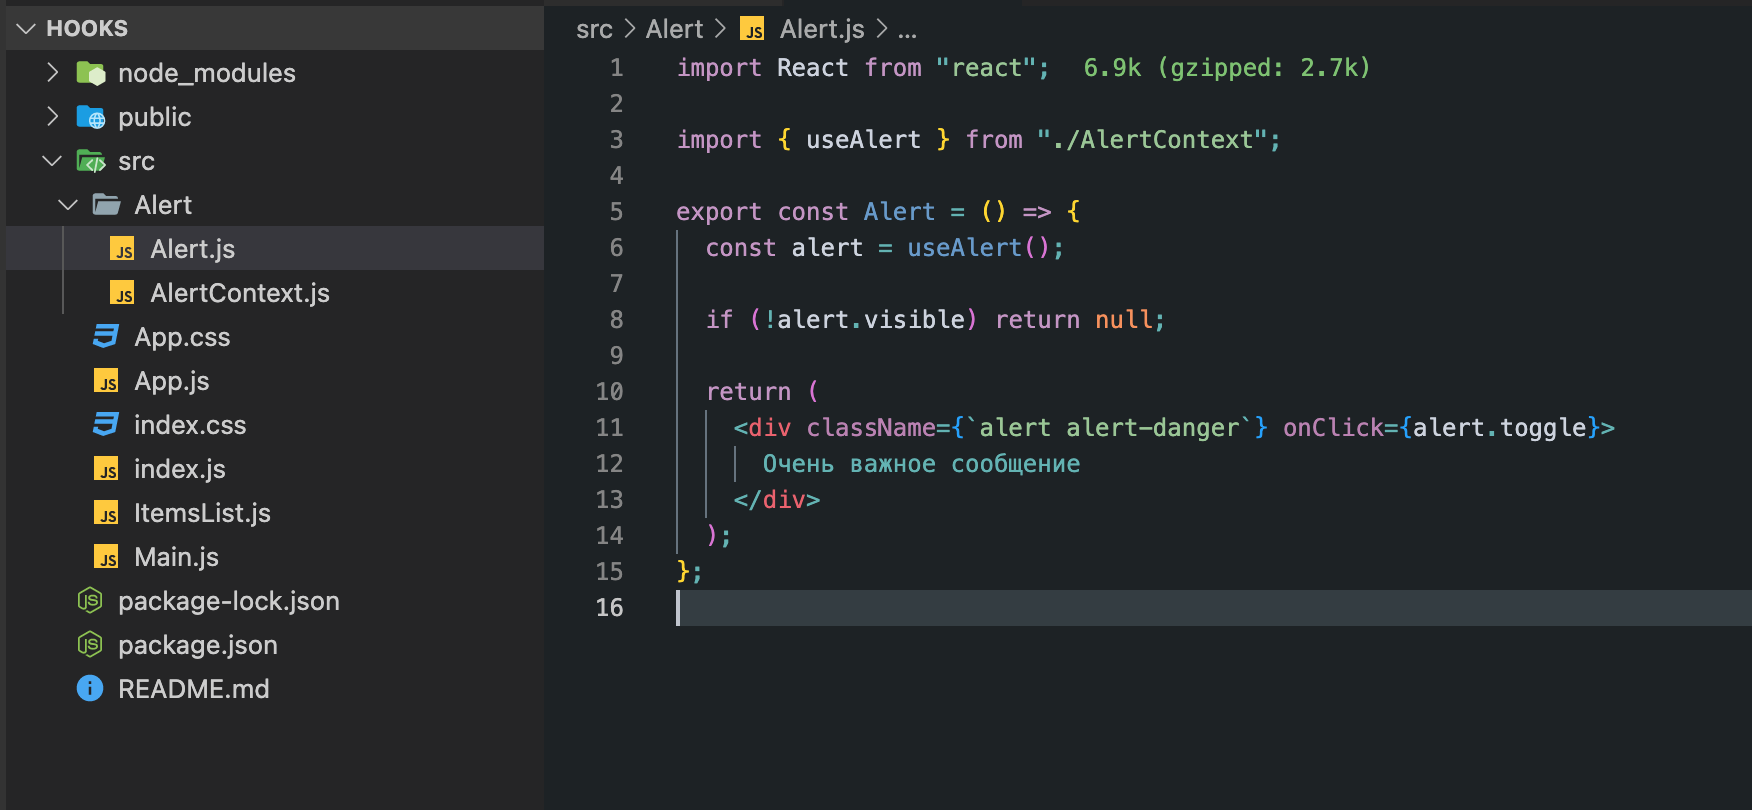 HOOKS
node_modules
public
src
Alert
Alert.js
AlertContext.js
App.css
App.js
index.css
index.js
ItemsList.js
Main.js
package-lock.json
package.json
README.md
src > Alert > JS Alert.js > ...
1 import React from "react"; 6.9k (gzipped: 2.7k)
2
3 import { useAlert } from "./AlertContext";
4
5 export const Alert = () => {
6 const alert = useAlert();
7
8 if (!alert.visible) return null;
9
10 return (
11 <div className={`alert alert-danger`} onClick={alert.toggle}>
12 Очень важное сообщение
13 </div>
14 );
15 };
16